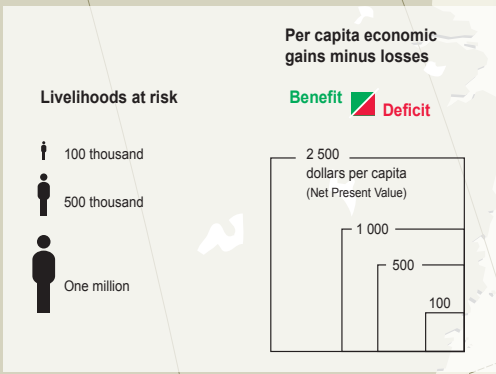 Livelihoods at risk
100 thousand
500 thousand
One million
Per capita economic
gains minus losses
Benefit
Deficit
2 500
dollars per capita
(Net Present Value)
1 000
500
100